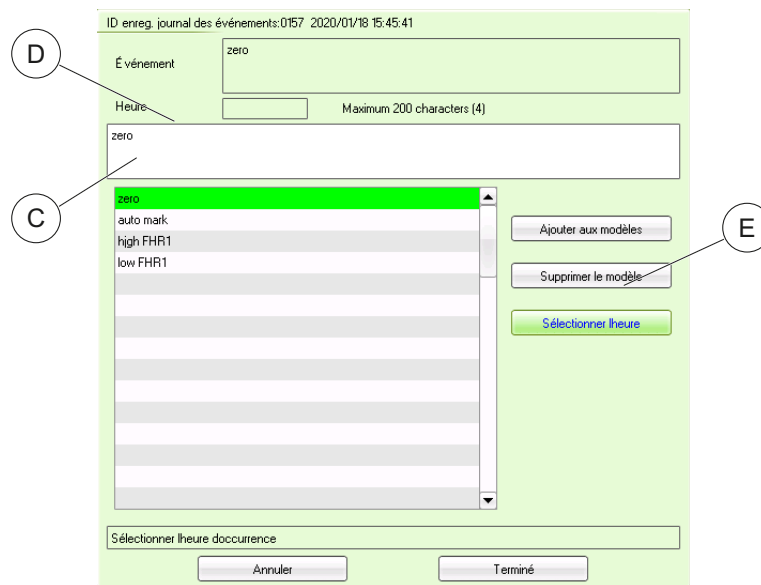 ID enreg. journal des événements:0157 2020/01/18 15:45:41
D
Événement
zero
Heure
Maximum 200 characters (4)
zero
C
zero
auto mark
high FHR1
low FHR1
Ajouter aux modèles
E
Supprimer le modèle
Sélectionner lheure
Sélectionner lheure doccurrence
Annuler
Terminé